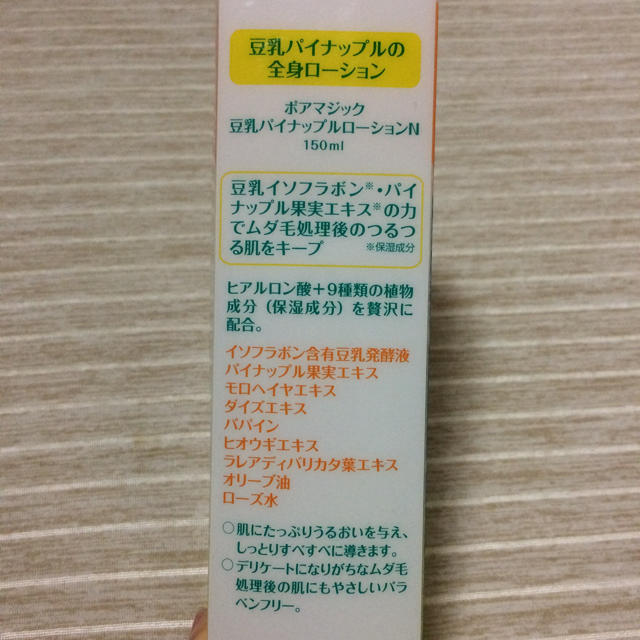 豆乳パイナップルの
全身ローション
ポアマジック
豆乳パイナップルローションN
150ml
豆乳イソフラボン※・パイ
ナップル果実エキス※の力
でムダ毛処理後のつるつ
る肌をキープ ※保湿成分
ヒアルロン酸+9種類の植物
成分（保湿成分）を贅沢に
配合。
イソフラボン含有豆乳発酵液
パイナップル果実エキス
モロヘイヤエキス
ダイズエキス
パパイン
ヒオウギエキス
ラレアディバリカタ葉エキス
オリーブ油
ローズ水
○肌にたっぷりうるおいを与え、
しっとりすべすべに導きます。
○デリケートになりがちなムダ毛
処理後の肌にもやさしいパラ
ベンフリー。